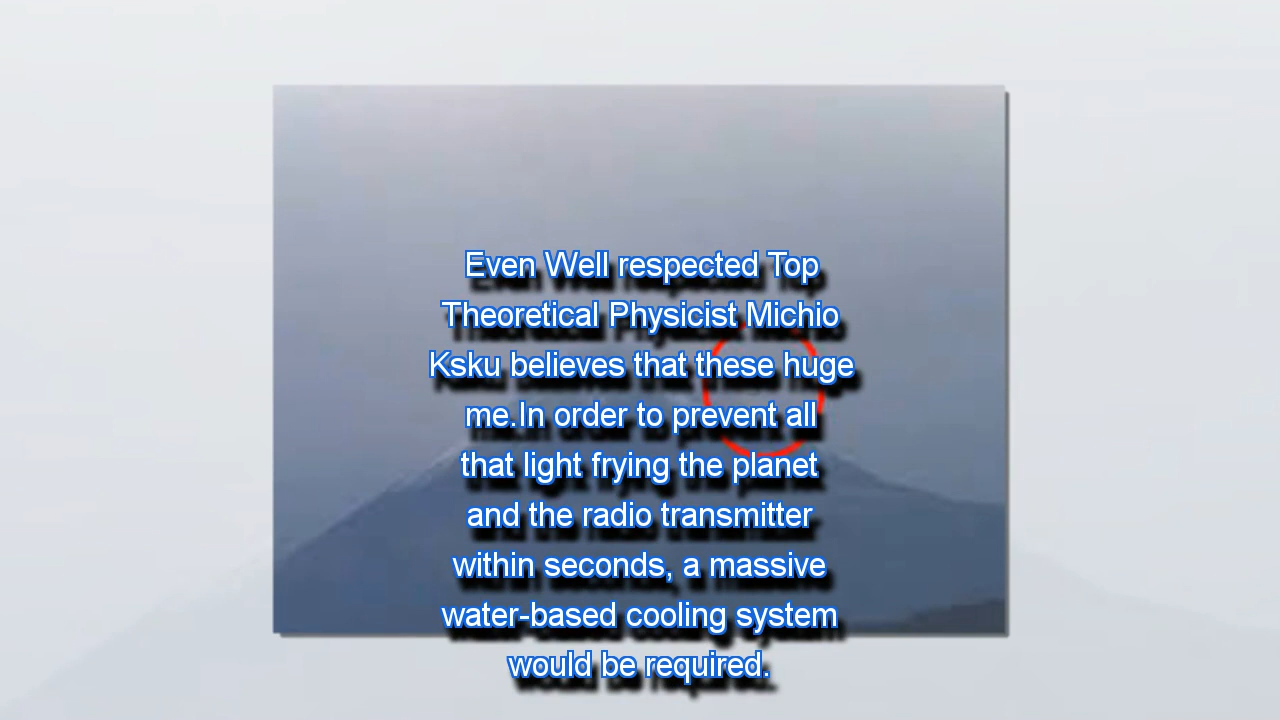 Even Well respected Top
Theoretical Physicist Michio
Ksku believes that these huge
me.In order to prevent all
that light frying the planet
and the radio transmitter
within seconds, a massive
water-based cooling system
would be required.